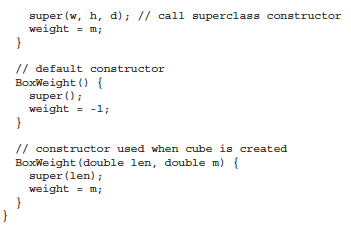 super(w, h, d); // call superclass constructor
weight = m;
}
// default constructor
BoxWeight() {
super();
weight = -1;
}
// constructor used when cube is created
BoxWeight(double len, double m) {
super(len);
weight = m;
}
}